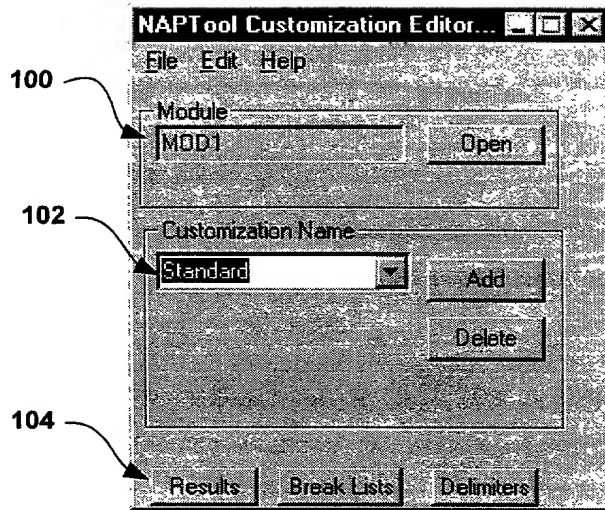 NAPTool Customization Editor...
File Edit Help
100
Module
MOD1 Open
102
Customization Name
Standard Add
Delete
104
Results Break Lists Delimiters